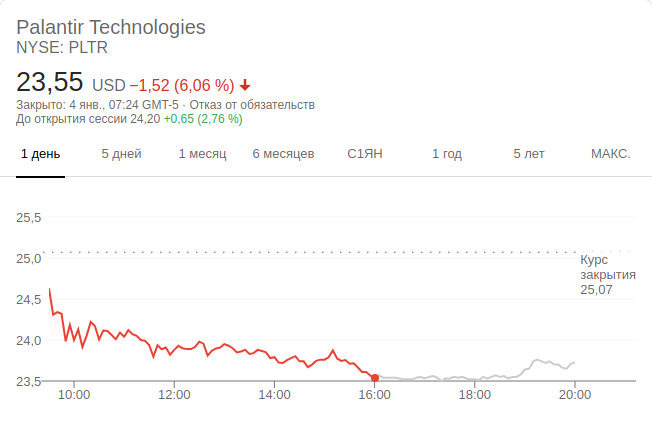 Palantir Technologies
NYSE: PLTR
23,55 USD −1,52 (6,06 %)
Закрыто: 4 янв., 07:24 GMT-5 · Отказ от обязательств
До открытия сессии 24,20 +0,65 (2,76 %)
1 день 5 дней 1 месяц 6 месяцев С1ЯН 1 год 5 лет МАКС.
25,5
25,0
Курс
закрытия
25,07
24,5
24,0
23,5
10:00 12:00 14:00 16:00 18:00 20:00